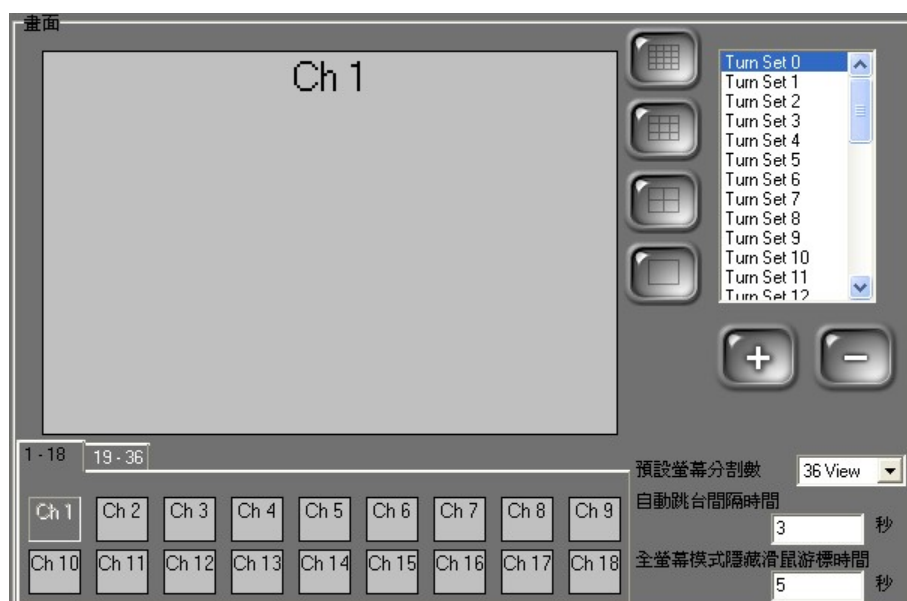 畫面
Ch 1
Turn Set 0
Turn Set 1
Turn Set 2
Turn Set 3
Turn Set 4
Turn Set 5
Turn Set 6
Turn Set 7
Turn Set 8
Turn Set 9
Turn Set 10
Turn Set 11
Turn Set 12
1 - 18 19 - 36
Ch 1 Ch 2 Ch 3 Ch 4 Ch 5 Ch 6 Ch 7 Ch 8 Ch 9
Ch 10 Ch 11 Ch 12 Ch 13 Ch 14 Ch 15 Ch 16 Ch 17 Ch 18
預設螢幕分割數 36 View
自動跳台間隔時間
3 秒
全螢幕模式隱藏滑鼠游標時間
5 秒